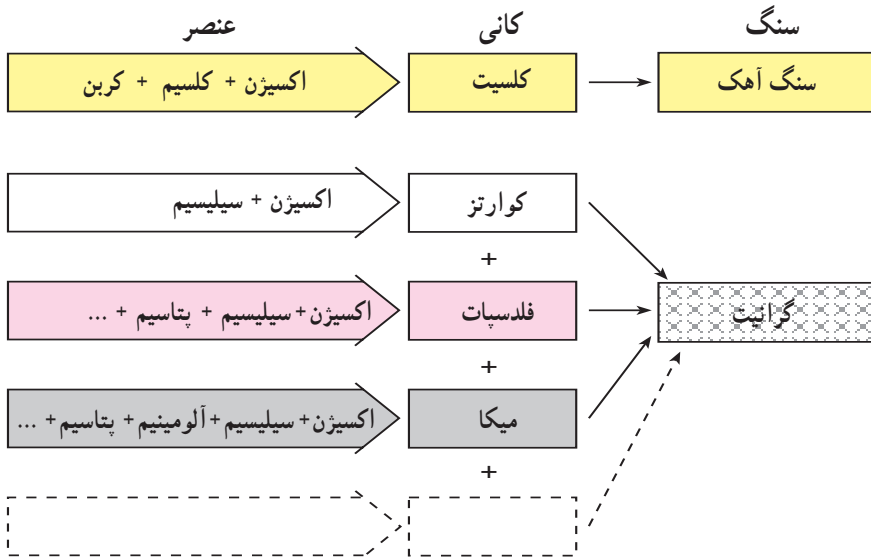 سنگ کانی عنصر
سنگ آهک کلسیت اکسیژن + کلسیم + کربن
کوارتز اکسیژن + سیلیسیم
+
گرانیت فلدسپات اکسیژن + سیلیسیم + پتاسیم + ...
+
میکا اکسیژن + سیلیسیم + آلومینیم + پتاسیم + ...
+